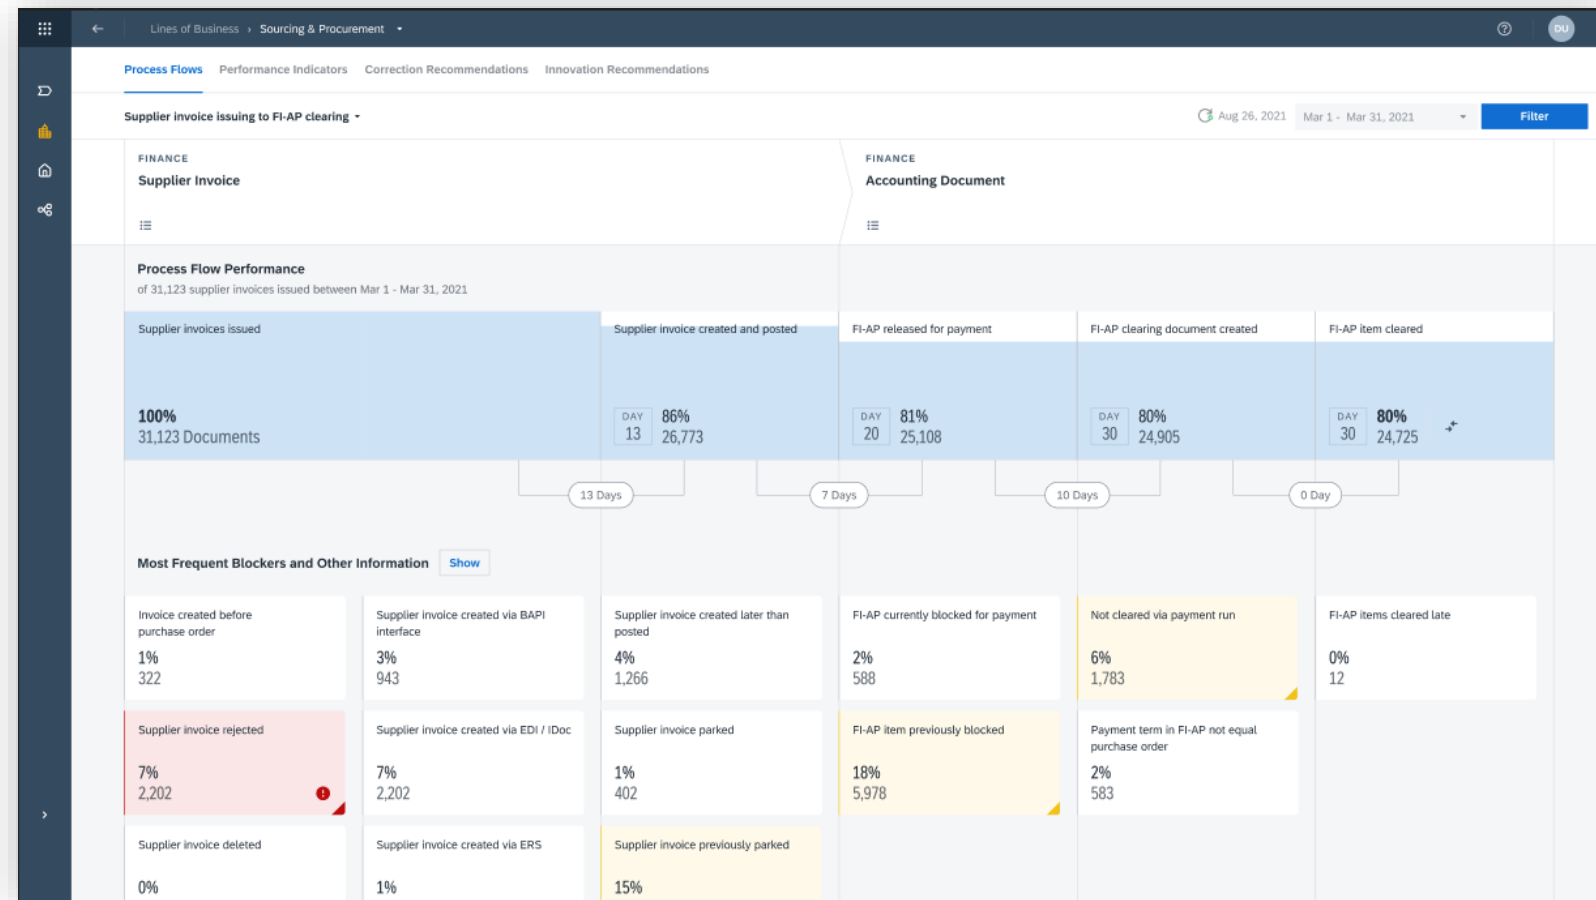 Lines of Business › Sourcing & Procurement
DU
Process Flows Performance Indicators Correction Recommendations Innovation Recommendations
Supplier invoice issuing to FI-AP clearing
Aug 26, 2021
Mar 1 - Mar 31, 2021
Filter
FINANCE
Supplier Invoice
FINANCE
Accounting Document
Process Flow Performance
of 31,123 supplier invoices issued between Mar 1 - Mar 31, 2021
Supplier invoices issued
100%
31,123 Documents
Supplier invoice created and posted
DAY
13
86%
26,773
FI-AP released for payment
DAY
20
81%
25,108
FI-AP clearing document created
DAY
30
80%
24,905
FI-AP item cleared
DAY
30
80%
24,725
13 Days
7 Days
10 Days
0 Day
Most Frequent Blockers and Other Information
Show
Invoice created before
purchase order
1%
322
Supplier invoice created via BAPI
interface
3%
943
Supplier invoice created later than
posted
4%
1,266
FI-AP currently blocked for payment
2%
588
Not cleared via payment run
6%
1,783
FI-AP items cleared late
0%
12
Supplier invoice rejected
7%
2,202
Supplier invoice created via EDI / IDoc
7%
2,202
Supplier invoice parked
1%
402
FI-AP item previously blocked
18%
5,978
Payment term in FI-AP not equal
purchase order
2%
583
Supplier invoice deleted
0%
Supplier invoice created via ERS
1%
Supplier invoice previously parked
15%